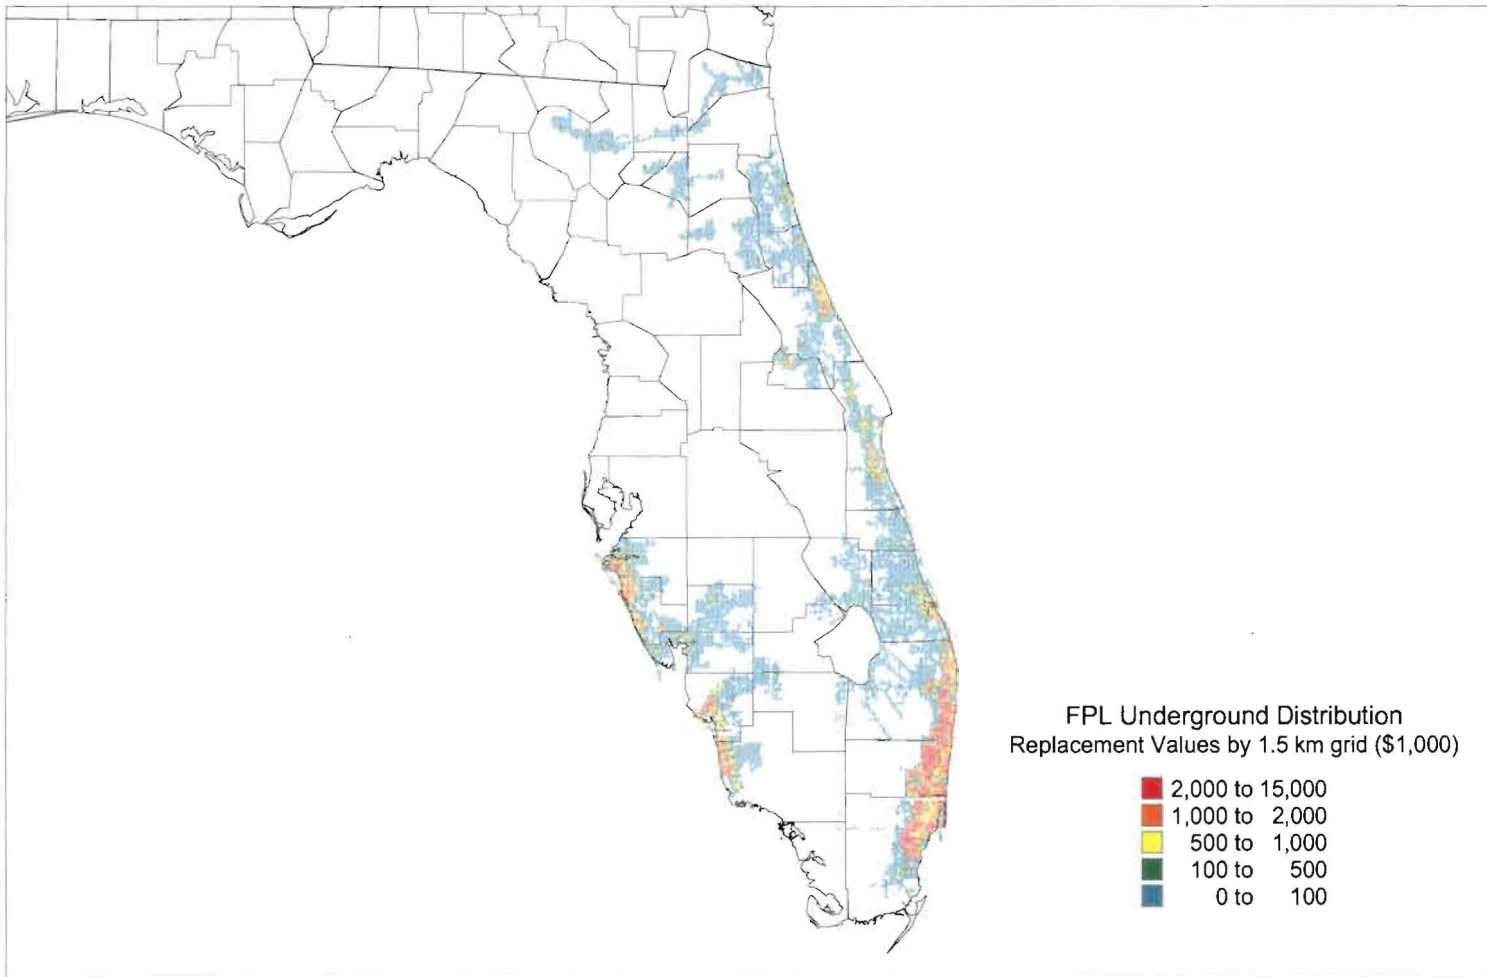 FPL Underground Distribution
Replacement Values by 1.5 km grid ($1,000)
2,000 to 15,000
1,000 to 2,000
500 to 1,000
100 to 500
0 to 100